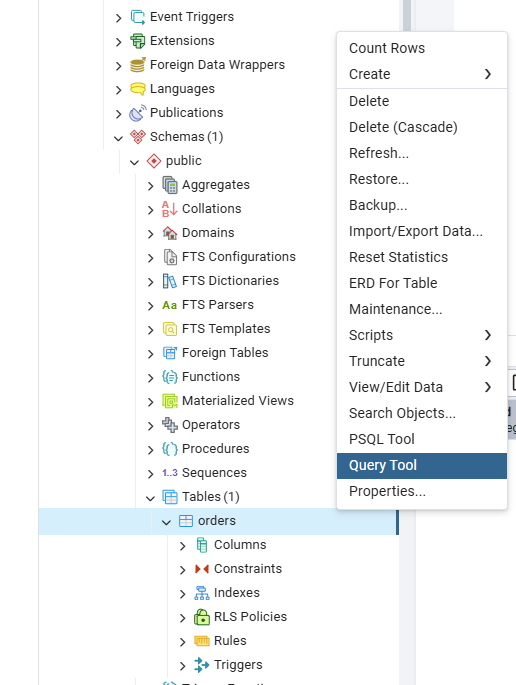 Event Triggers
Extensions
Foreign Data Wrappers
Languages
Publications
Schemas (1)
public
Aggregates
A
B
Collations
Domains
FTS Configurations
FTS Dictionaries
Aa FTS Parsers
FTS Templates
Foreign Tables
Functions
Materialized Views
Operators
Procedures
1..3 Sequences
Tables (1)
orders
Columns
Constraints
Indexes
RLS Policies
Rules
Triggers
Count Rows
Create
Delete
Delete (Cascade)
Refresh...
Restore...
Backup...
Import/Export Data...
Reset Statistics
ERD For Table
Maintenance...
Scripts
Truncate
View/Edit Data
Search Objects...
PSQL Tool
Query Tool
Properties...